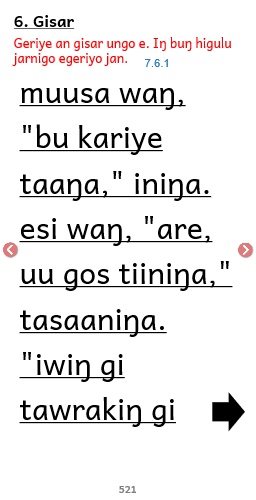 6. Gisar
Geriye an gisar ungo e. Iŋ buŋ higulu
jarnigo egeriyo jan.
7.6.1
muusa waŋ,
"bu kariye
taaŋa," iniŋa.
esi waŋ, "are,
uu gos tiiniŋa,"
tasaaniŋa.
"iwiŋ gi
tawrakiŋ gi
521